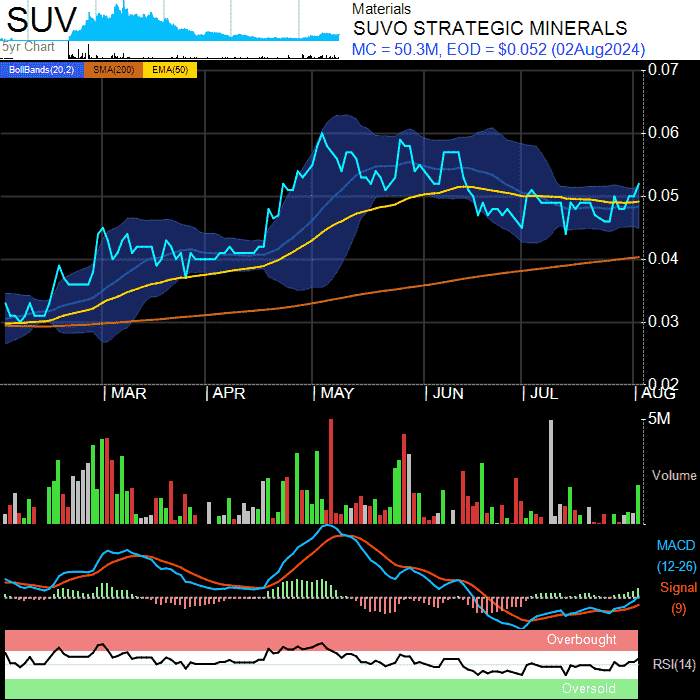 SUV
5yr Chart
Materials
SUVO STRATEGIC MINERALS
MC = 50.3M, EOD = $0.052 (02Aug2024)
BollBands(20,2) SMA(200) EMA(50)
0.07
0.06
0.05
0.04
0.03
0.02
MAR APR MAY JUN JUL AUG
5M
Volume
MACD
(12-26)
Signal
(9)
Overbought
RSI(14)
Oversold